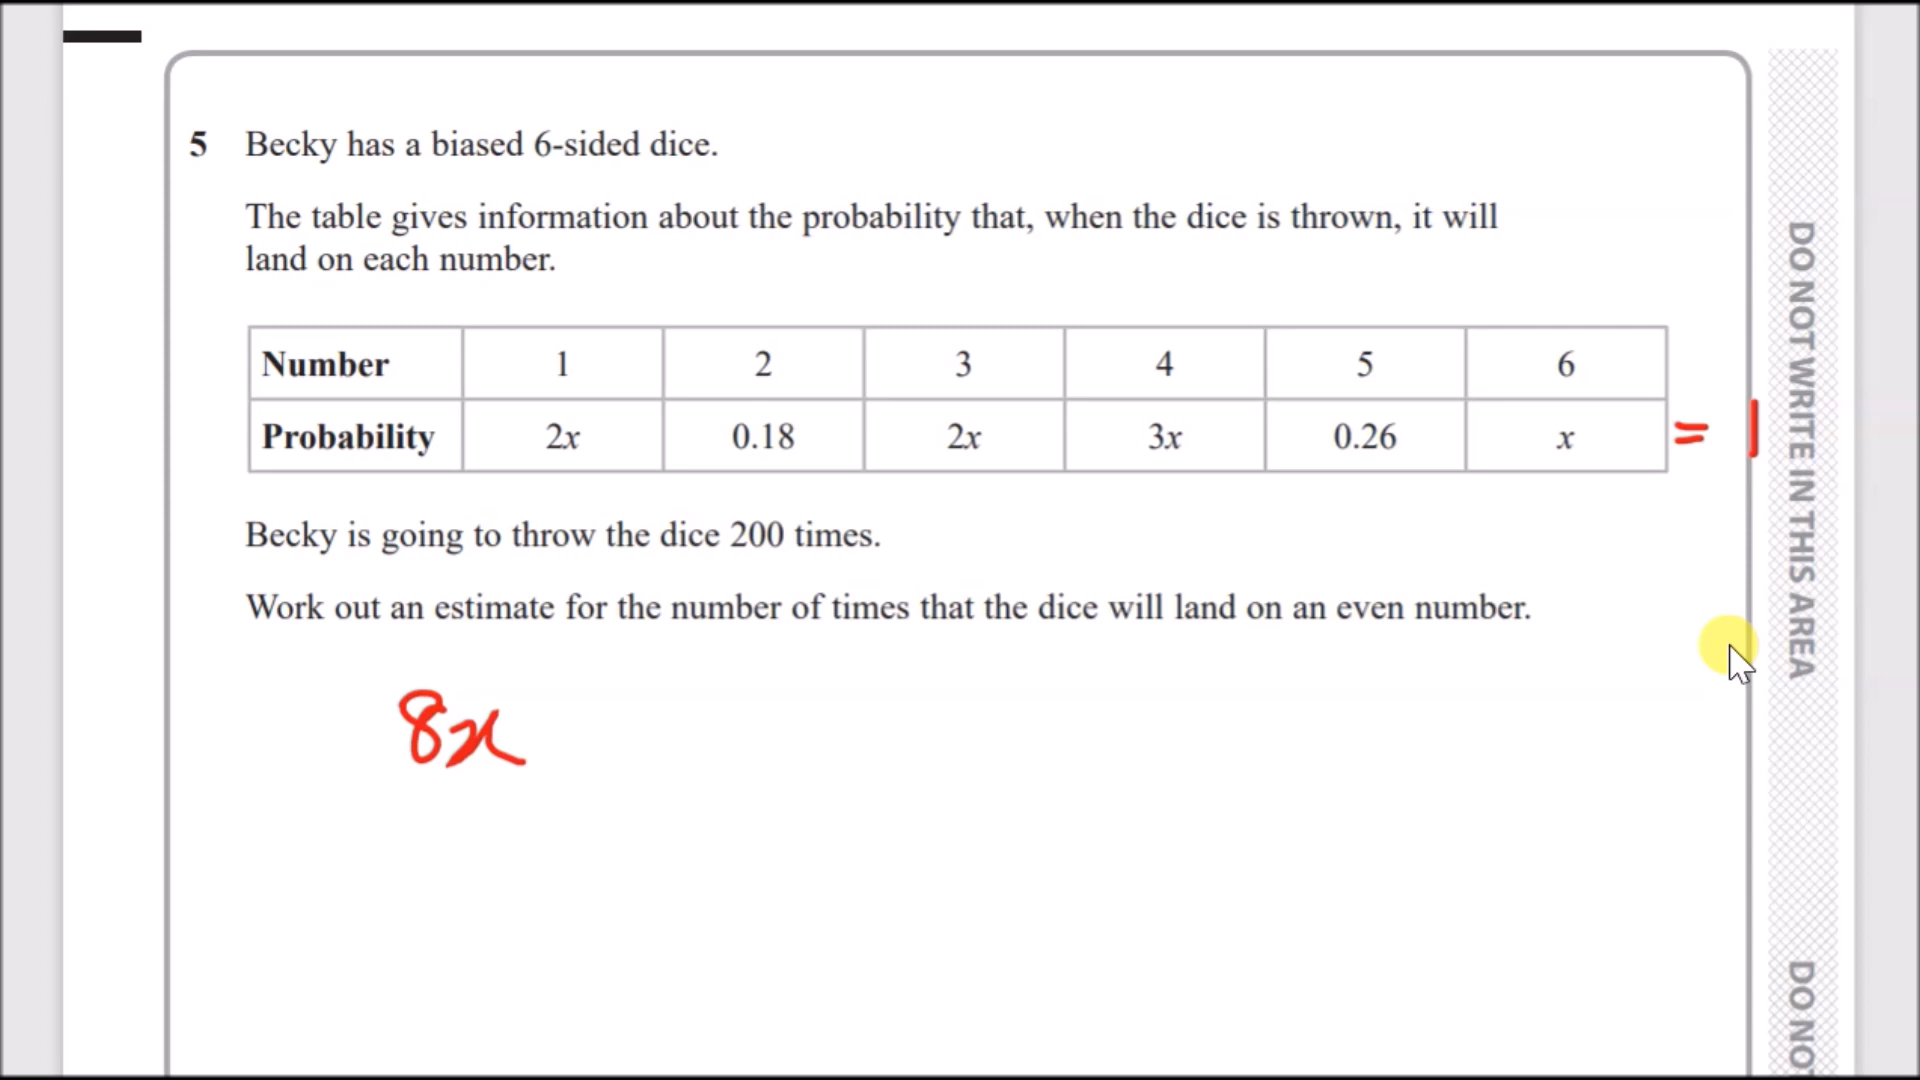 5 Becky has a biased 6-sided dice.
The table gives information about the probability that, when the dice is thrown, it will
land on each number.
Number 1 2 3 4 5 6
Probability 2x 0.18 2x 3x 0.26 x = 1
Becky is going to throw the dice 200 times.
Work out an estimate for the number of times that the dice will land on an even number.
8x
DO NOT WRITE IN THIS AREA
DO NOT